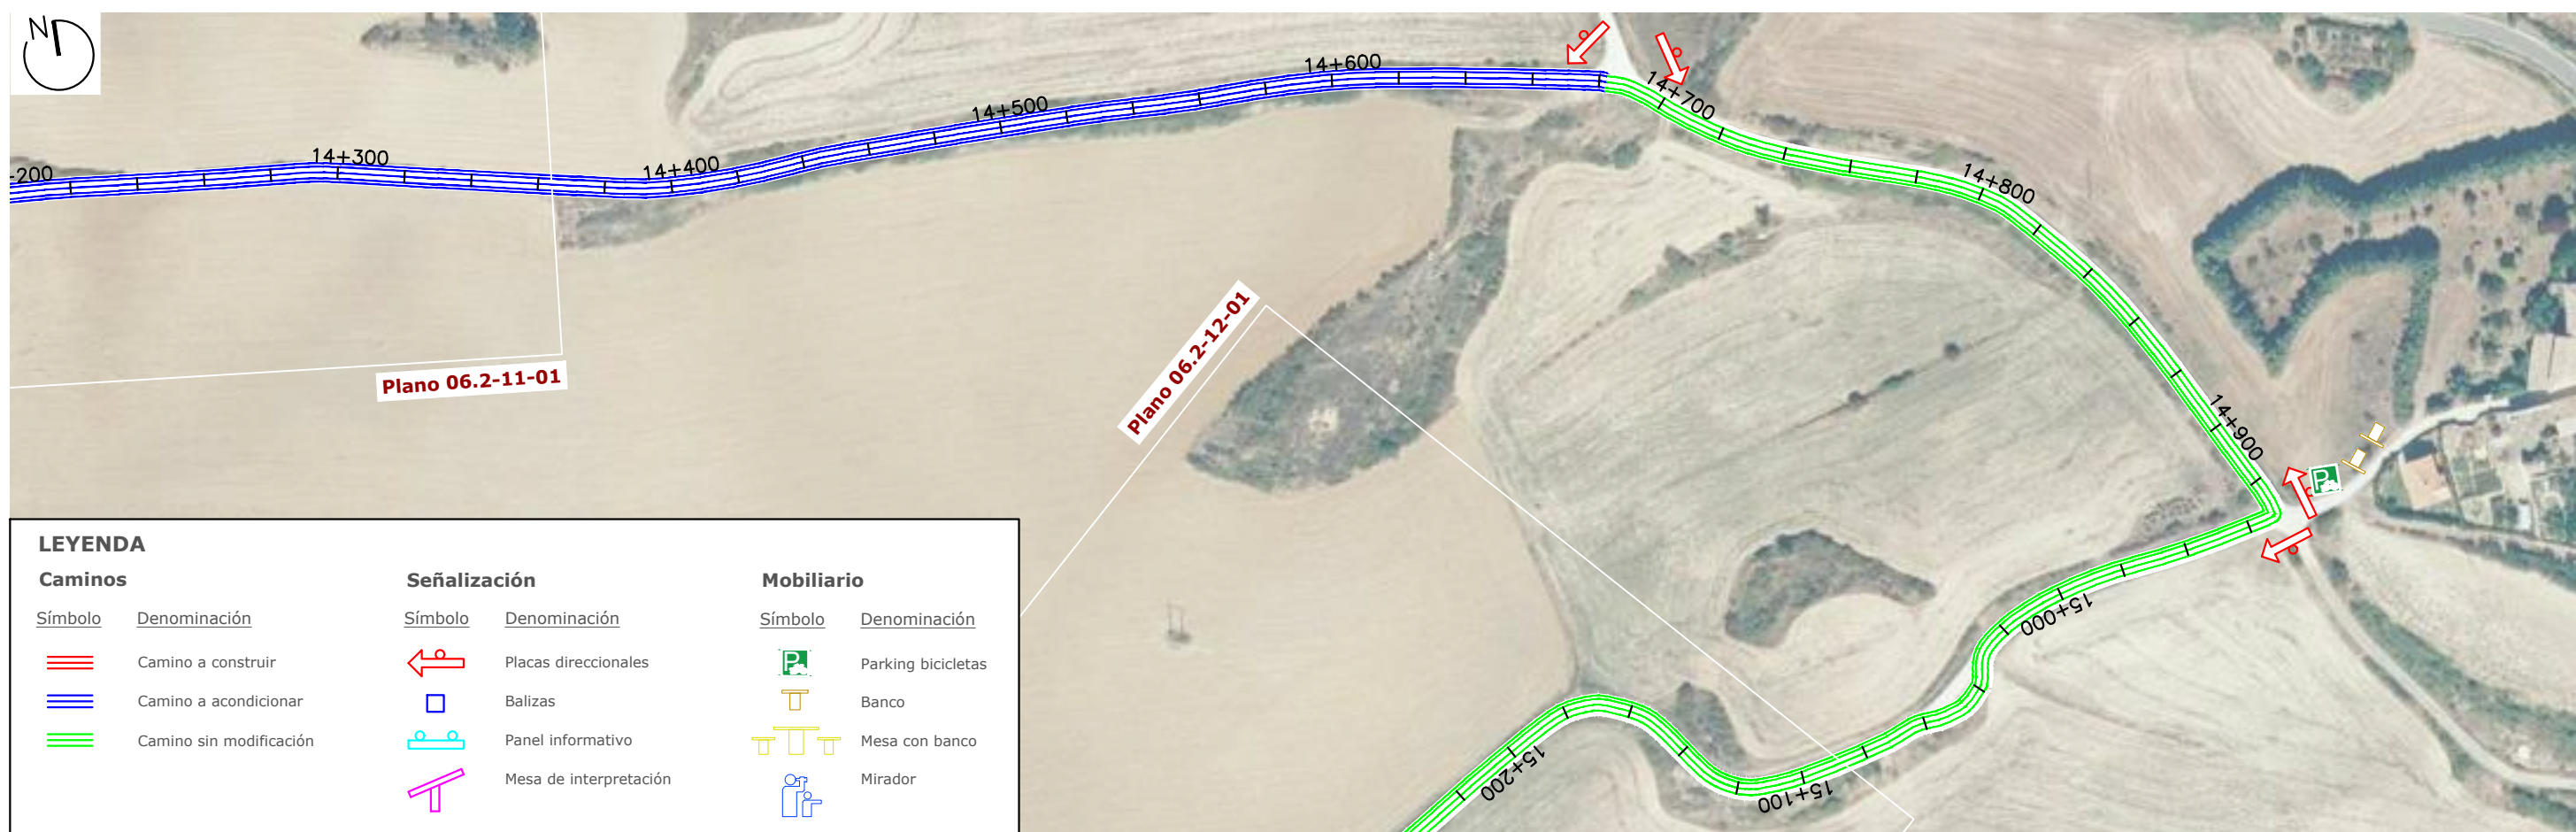 N
14+600
14+700
14+500
14+300
14+400
-200
14+800
Plano 06.2-12-01
Plano 06.2-11-01
14+900
P
15+000
15+200
15+100
LEYENDA
Caminos
Símbolo Denominación
Camino a construir
Camino a acondicionar
Camino sin modificación
Señalización
Símbolo Denominación
Placas direccionales
Balizas
Panel informativo
Mesa de interpretación
Mobiliario
Símbolo Denominación
P Parking bicicletas
Banco
Mesa con banco
Mirador